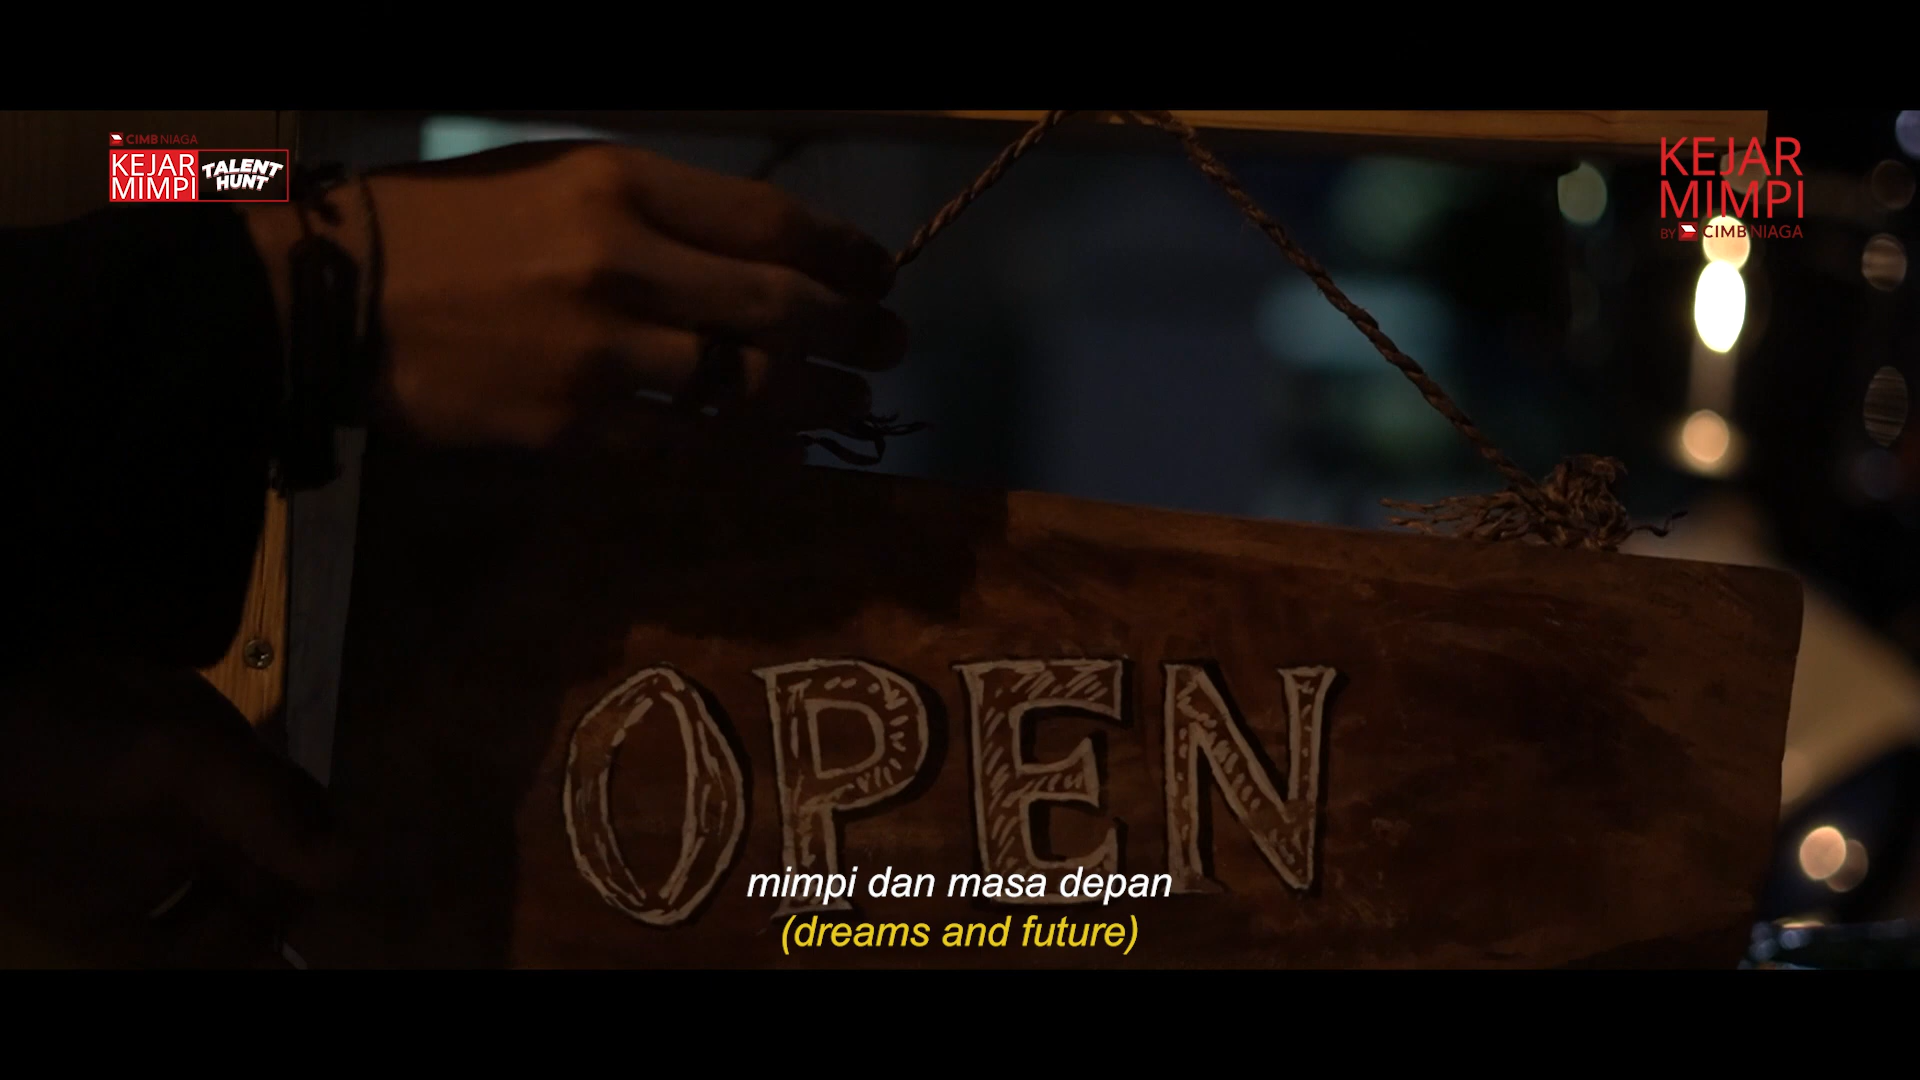 CIMB NIAGA
KEJAR
MIMPI
TALENT
HUNT
KEJAR
MIMPI
BY CIMB NIAGA
OPEN
mimpi dan masa depan
(dreams and future)